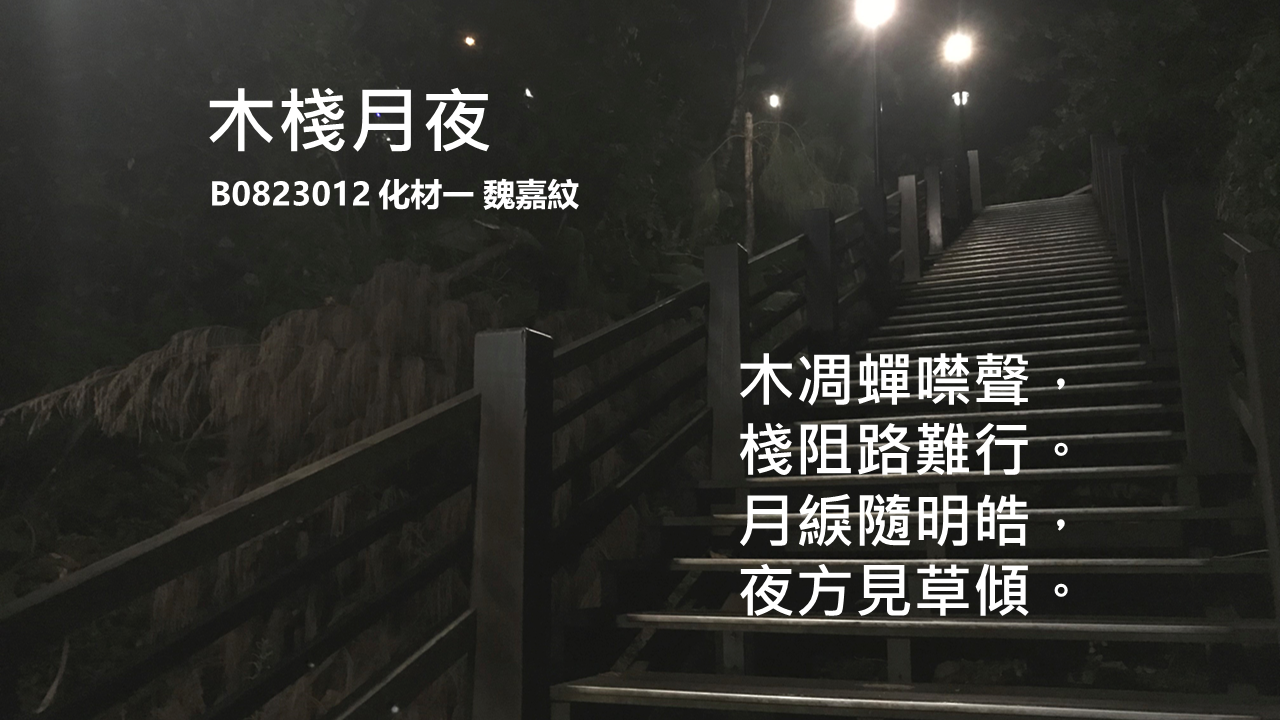 木棧月夜
B0823012 化材一 魏嘉紋
木凋蟬噤聲，
棧阻路難行。
月綟隨明皓，
夜方見草傾。